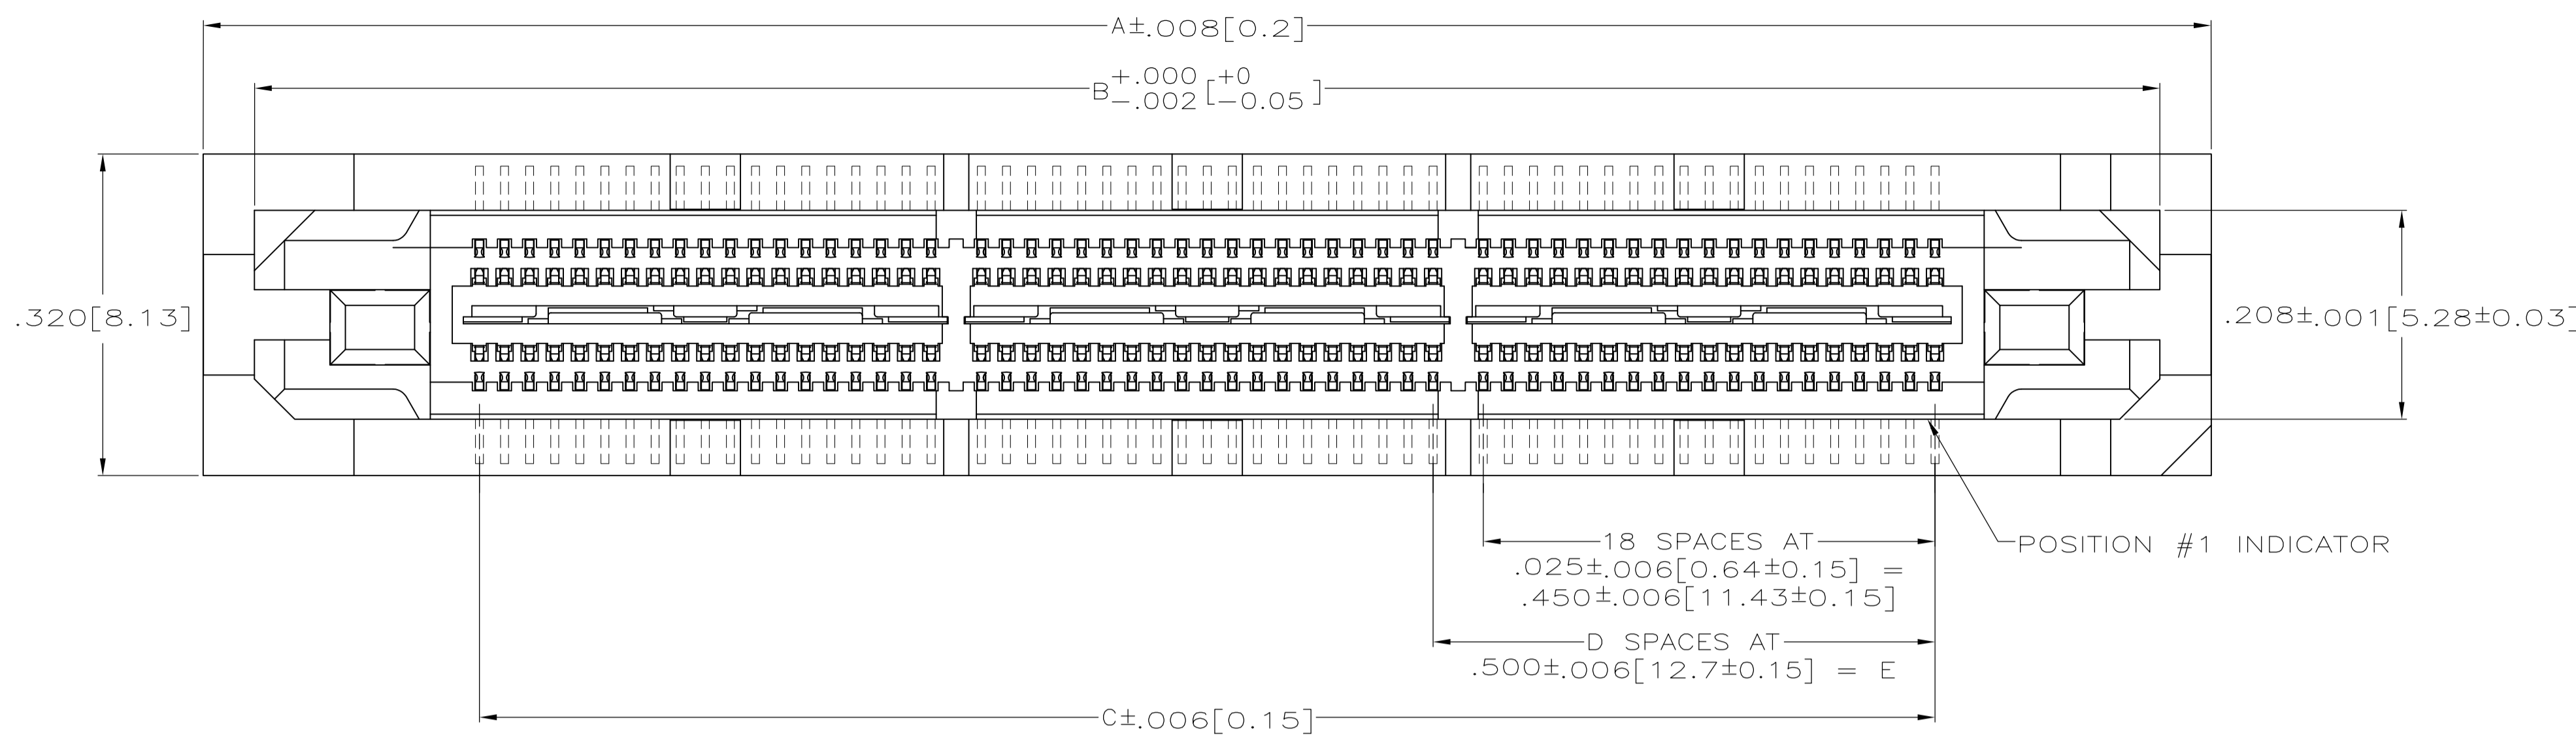 A±.008[0.2]
B+.000 -.002 [+0 -0.05]
.320[8.13]
.208±.001[5.28±0.03]
18 SPACES AT
.025±.006[0.64±0.15] =
.450±.006[11.43±0.15]
POSITION #1 INDICATOR
D SPACES AT
.500±.006[12.7±0.15] = E
C±.006[0.15]